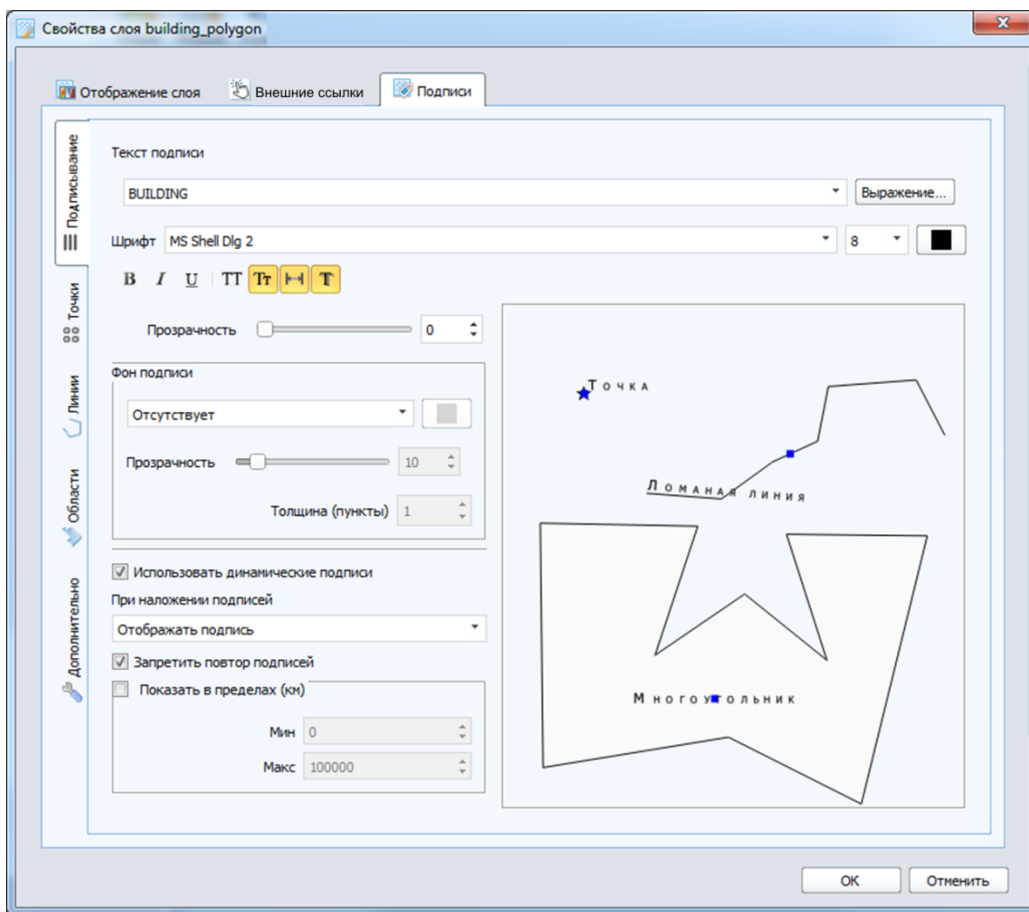 Свойства слоя building_polygon
Отображение слоя Внешние ссылки Подписи
Подписывание
Точки
Линии
Области
Дополнительно
Текст подписи
BUILDING Выражение...
Шрифт MS Shell Dlg 2 8
B I U TT Tт T
Прозрачность 0
Фон подписи
Отсутствует
Прозрачность 10
Толщина (пункты) 1
Использовать динамические подписи
При наложении подписей
Отображать подпись
Запретить повтор подписей
Показать в пределах (км)
Мин 0
Макс 100000
Точка
Ломаная линия
Многоугольник
OK Отменить